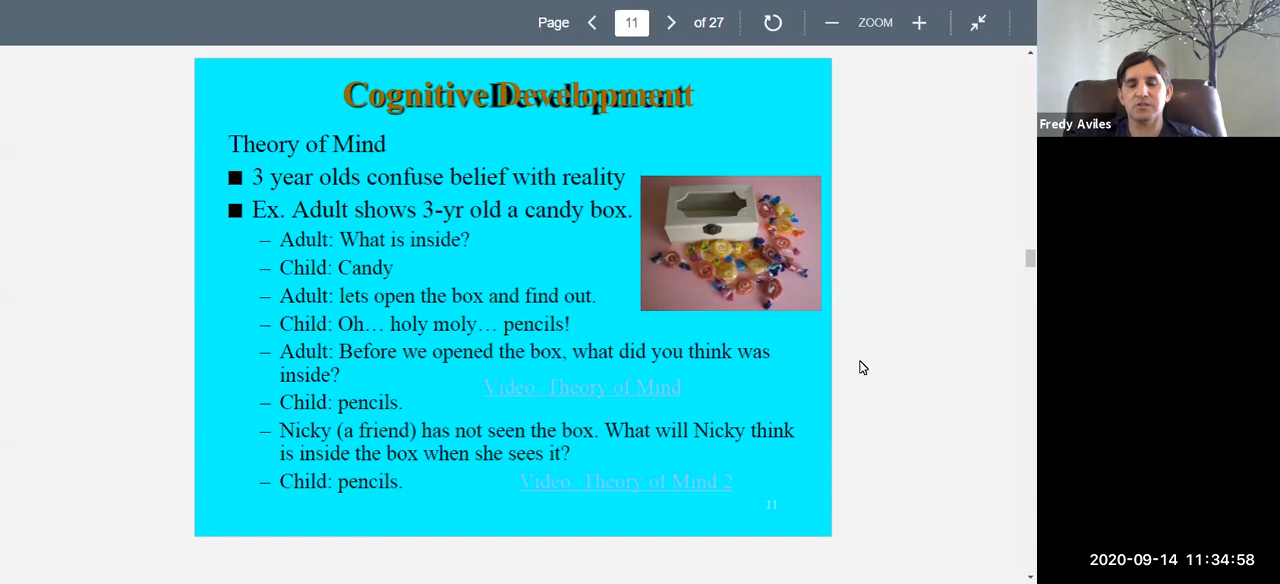 Page 11 of 27 ZOOM
Fredy Aviles
Cognitive Development
Theory of Mind
■ 3 year olds confuse belief with reality
■ Ex. Adult shows 3-yr old a candy box.
– Adult: What is inside?
– Child: Candy
– Adult: lets open the box and find out.
– Child: Oh… holy moly… pencils!
– Adult: Before we opened the box, what did you think was
inside?
Video: Theory of Mind
– Child: pencils.
– Nicky (a friend) has not seen the box. What will Nicky think
is inside the box when she sees it?
– Child: pencils.
Video: Theory of Mind 2
11
2020-09-14 11:34:58